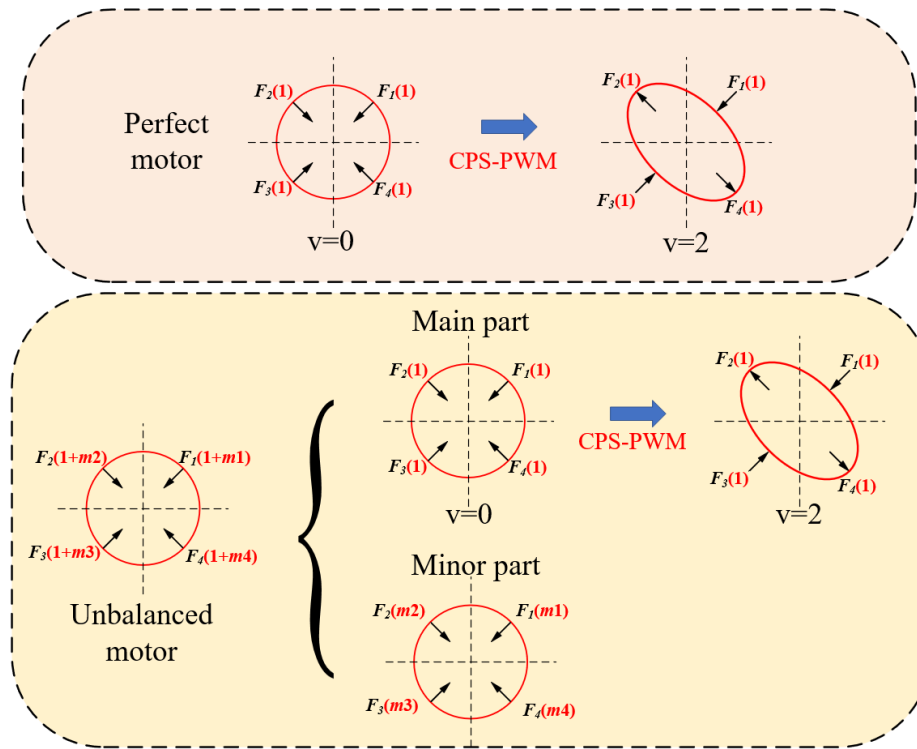 F2(1) F1(1) F2(1) F1(1)
Perfect
motor
CPS-PWM
F3(1) F4(1) F3(1) F4(1)
v=0 v=2
Main part
F2(1) F1(1) F2(1) F1(1)
CPS-PWM
F2(1+m2) F1(1+m1)
F3(1) F4(1) F3(1) F4(1)
v=0 v=2
F3(1+m3) F4(1+m4)
Minor part
Unbalanced
motor
F2(m2) F1(m1)
F3(m3) F4(m4)